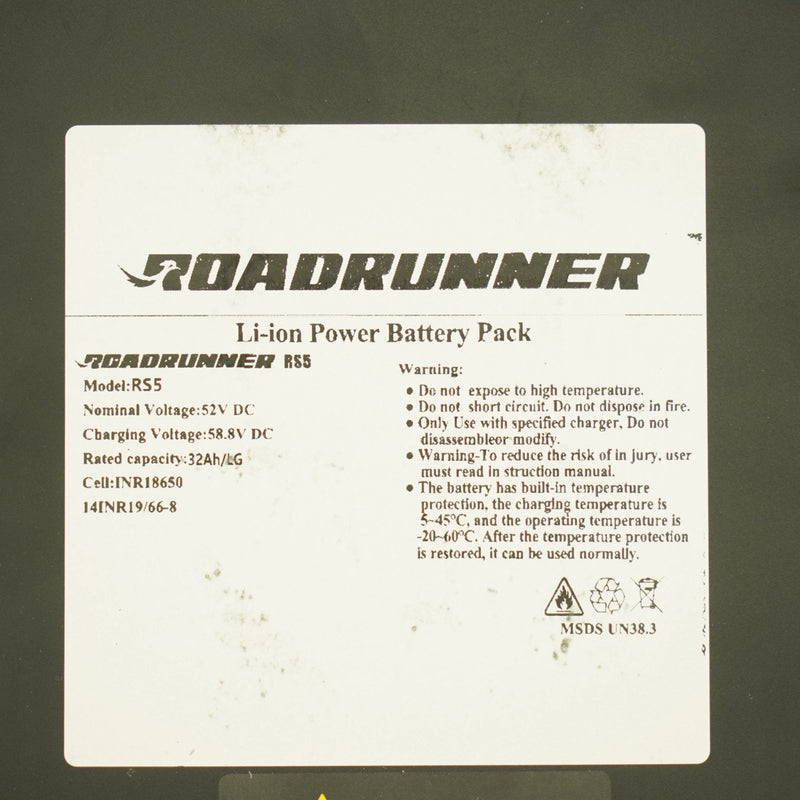 ROADRUNNER
Li-ion Power Battery Pack
ROADRUNNER RS5
Model:RS5
Nominal Voltage:52V DC
Charging Voltage:58.8V DC
Rated capacity:32Ah/LG
Cell:INR18650
14INR19/66-8
Warning:
● Do not expose to high temperature.
● Do not short circuit. Do not dispose in fire.
● Only Use with specified charger, Do not
disassembleor modify.
● Warning-To reduce the risk of in jury, user
must read in struction manual.
● The battery has built-in temperature
protection, the charging temperature is
5~45°C, and the operating temperature is
-20~60°C. After the temperature protection
is restored, it can be used normally.
MSDS UN38.3